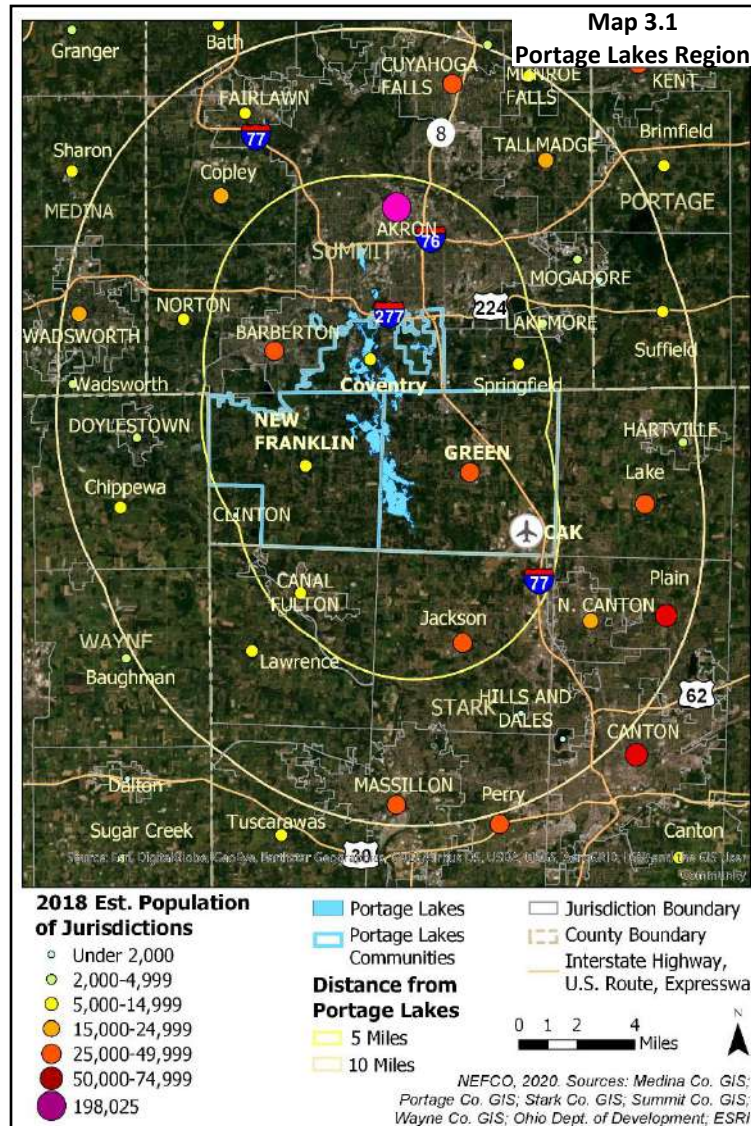 Map 3.1
Portage Lakes Region
Granger
Bath
CUYAHOGA
FALLS
MUNROE
FALLS
KENT
FAIRLAWN
77
8
TALLMADGE
Brimfield
Sharon
Copley
MEDINA
PORTAGE
AKRON
SUMMIT
76
MOGADORE
NORTON
277
224
LAKEMORE
WADSWORTH
BARBERTON
Suffield
Wadsworth
Coventry
Springfield
DOYLESTOWN
NEW
FRANKLIN
GREEN
HARTVILLE
Lake
Chippewa
CLINTON
CAK
77
CANAL
FULTON
Plain
N. CANTON
Jackson
WAYNE
Baughman
Lawrence
62
STARK
HILLS AND
DALES
CANTON
Dalton
MASSILLON
Perry
Sugar Creek
Tuscarawas
30
Canton
Community
2018 Est. Population
of Jurisdictions
Under 2,000
2,000-4,999
5,000-14,999
15,000-24,999
25,000-49,999
50,000-74,999
198,025
Portage Lakes
Portage Lakes
Communities
Distance from
Portage Lakes
5 Miles
10 Miles
Jurisdiction Boundary
County Boundary
Interstate Highway,
U.S. Route, Expresswa
0 1 2 4
Miles
N
NEFCO, 2020. Sources: Medina Co. GIS;
Portage Co. GIS; Stark Co. GIS; Summit Co. GIS;
Wayne Co. GIS; Ohio Dept. of Development; ESRI